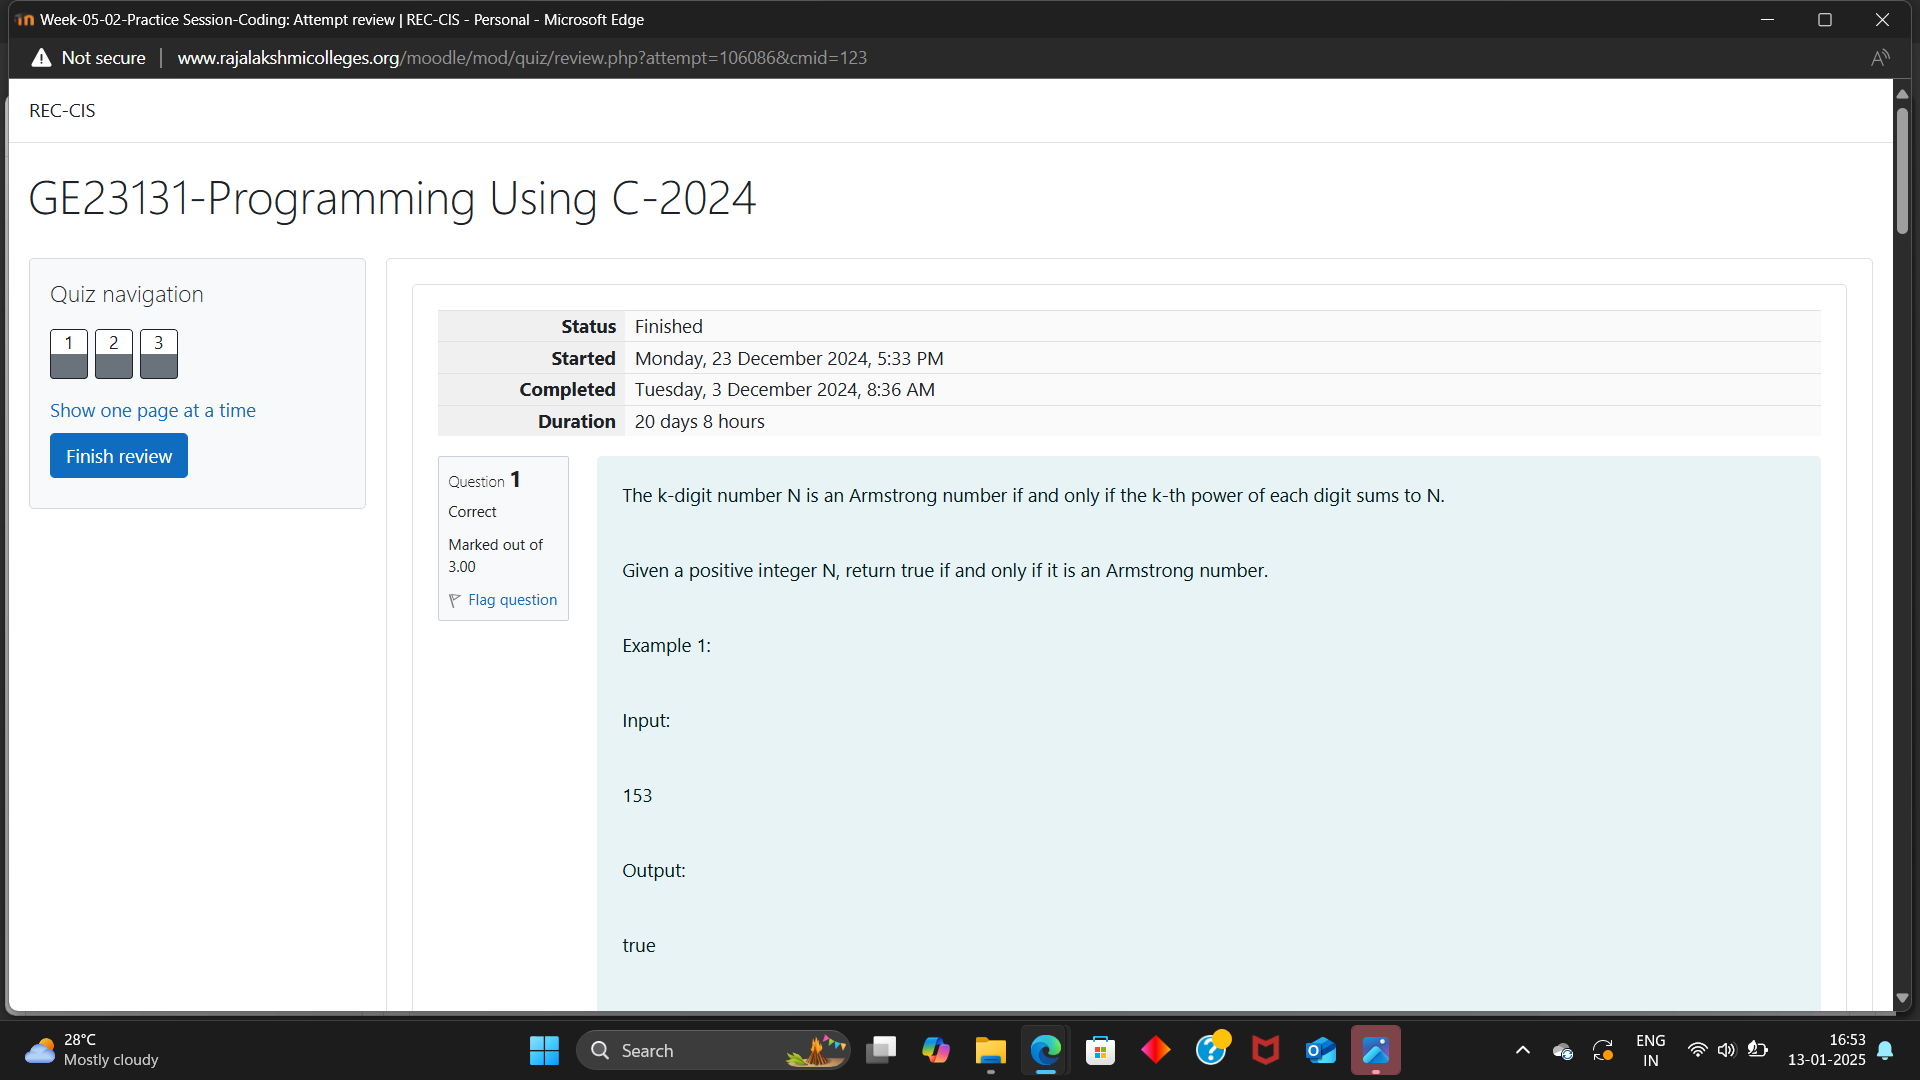 Week-05-02-Practice Session-Coding: Attempt review | REC-CIS - Personal - Microsoft Edge
Not secure | www.rajalakshmicolleges.org/moodle/mod/quiz/review.php?attempt=106086&cmid=123
REC-CIS
GE23131-Programming Using C-2024
Quiz navigation
1 2 3
Show one page at a time
Finish review
Status Finished
Started Monday, 23 December 2024, 5:33 PM
Completed Tuesday, 3 December 2024, 8:36 AM
Duration 20 days 8 hours
Question 1
Correct
Marked out of
3.00
Flag question
The k-digit number N is an Armstrong number if and only if the k-th power of each digit sums to N.
Given a positive integer N, return true if and only if it is an Armstrong number.
Example 1:
Input:
153
Output:
true
28°C
Mostly cloudy
Search
ENG
IN
16:53
13-01-2025